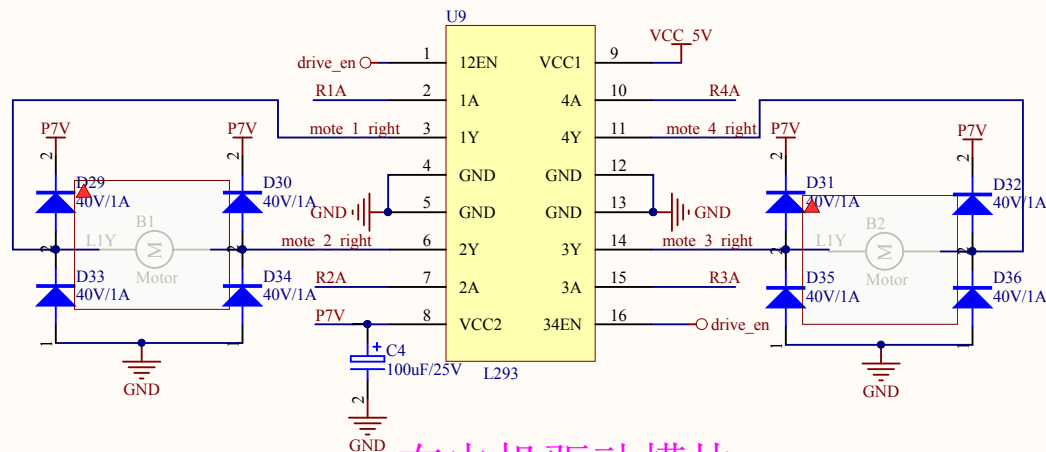 U9
drive_en 1 12EN VCC1 9 VCC_5V
R1A 2 1A 4A 10 R4A
mote_1_right 3 1Y 4Y 11 mote_4_right
4 GND GND 12
GND 5 GND GND 13 GND
mote_2_right 6 2Y 3Y 14 mote_3_right
R2A 7 2A 3A 15 R3A
P7V 8 VCC2 34EN 16 drive_en
L293
C4
100uF/25V
2
GND
P7V P7V
2 2
D29 D30
40V/1A 40V/1A
B1
L1Y M
Motor
2 2
D33 D34
40V/1A 40V/1A
1 1
GND
P7V P7V
2 2
D31 D32
40V/1A 40V/1A
B2
L1Y M
Motor
2 2
D35 D36
40V/1A 40V/1A
1 1
GND